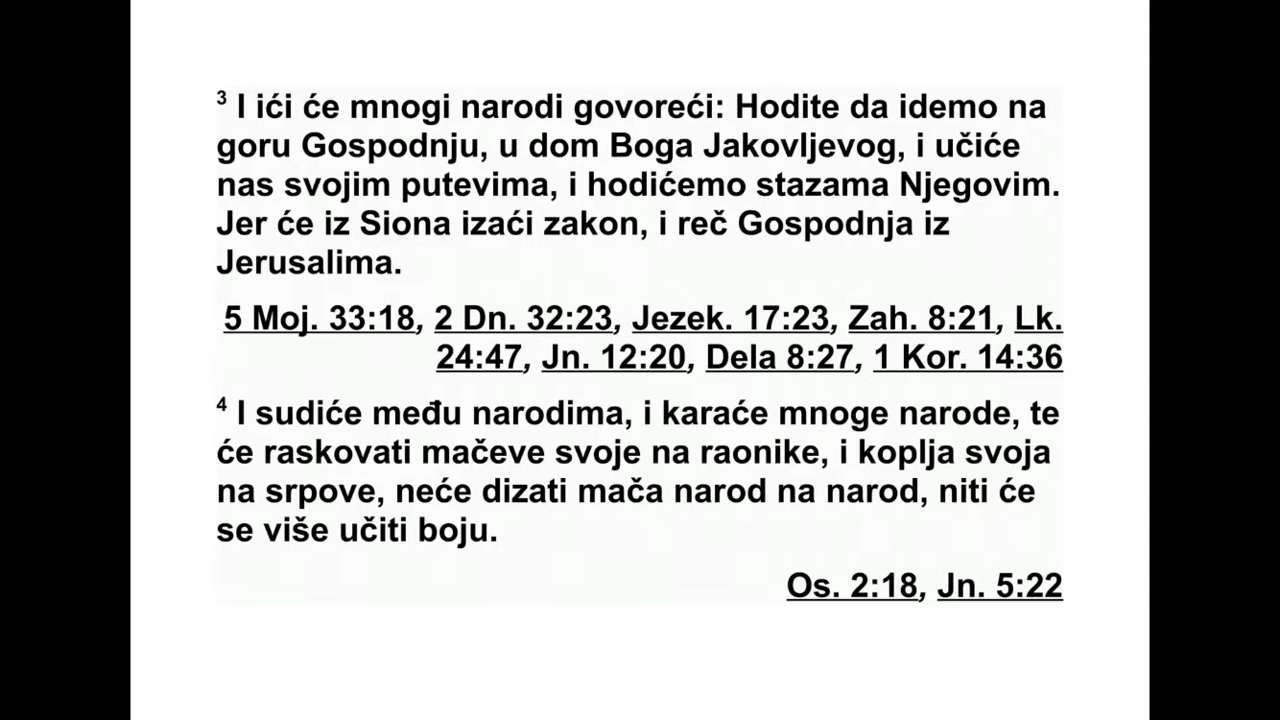 3 I ići će mnogi narodi govoreći: Hodite da idemo na
goru Gospodnju, u dom Boga Jakovljevog, i učiće
nas svojim putevima, i hodićemo stazama Njegovim.
Jer će iz Siona izaći zakon, i reč Gospodnja iz
Jerusalima.
5 Moj. 33:18, 2 Dn. 32:23, Jezek. 17:23, Zah. 8:21, Lk.
24:47, Jn. 12:20, Dela 8:27, 1 Kor. 14:36
4 I sudiće među narodima, i karaće mnoge narode, te
će raskovati mačeve svoje na raonike, i koplja svoja
na srpove, neće dizati mača narod na narod, niti će
se više učiti boju.
Os. 2:18, Jn. 5:22